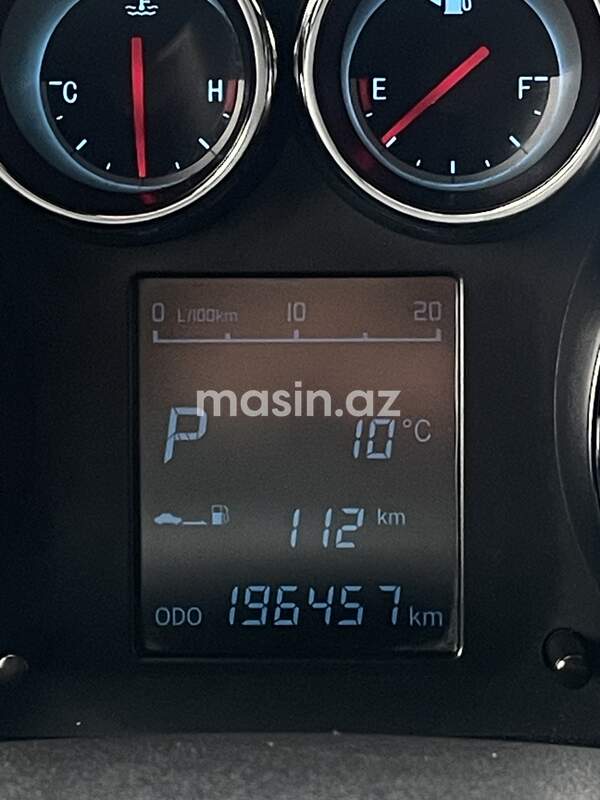 C H
E F
0 L/100km 10 20
masin.az
P 10°C
112 km
ODO 196457 km